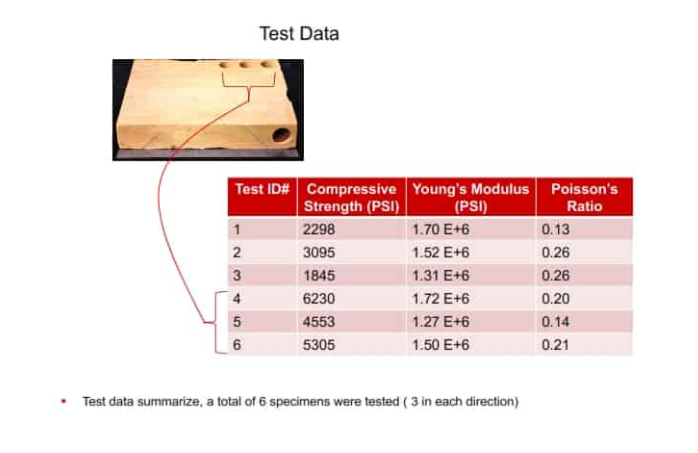 Test Data
Test ID# Compressive Strength (PSI) Young's Modulus (PSI) Poisson's Ratio
1 2298 1.70 E+6 0.13
2 3095 1.52 E+6 0.26
3 1845 1.31 E+6 0.26
4 6230 1.72 E+6 0.20
5 4553 1.27 E+6 0.14
6 5305 1.50 E+6 0.21
• Test data summarize, a total of 6 specimens were tested ( 3 in each direction)